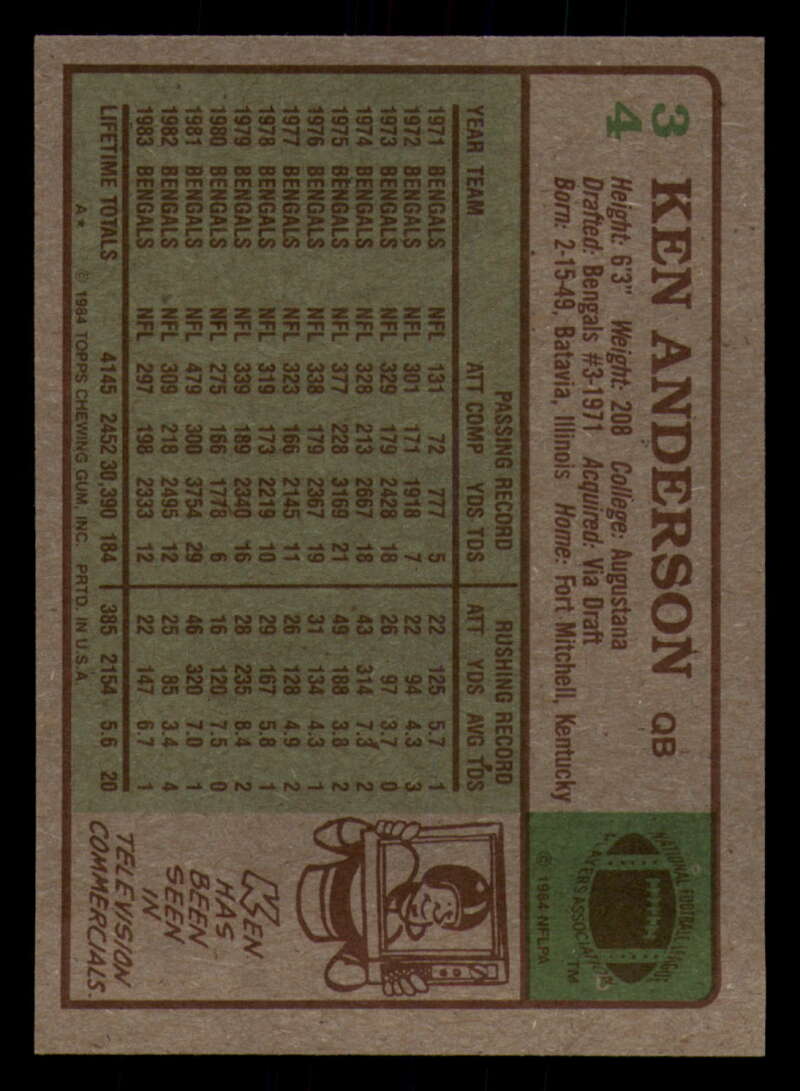 34
KEN ANDERSON QB
Height: 6'3" Weight: 208 College: Augustana
Drafted: Bengals #3-1971 Acquired: Via Draft
Born: 2-15-49, Batavia, Illinois Home: Fort Mitchell, Kentucky
NATIONAL FOOTBALL LEAGUE
PLAYERS ASSOCIATION
TM
© 1984 NFLPA
PASSING RECORD RUSHING RECORD
YEAR TEAM ATT COMP YDS TDS ATT YDS AVG TDS
1971 BENGALS NFL 131 72 777 5 22 125 5.7 1
1972 BENGALS NFL 301 171 1918 7 22 94 4.3 3
1973 BENGALS NFL 329 179 2428 18 26 97 3.7 0
1974 BENGALS NFL 328 213 2667 18 43 314 7.3 2
1975 BENGALS NFL 377 228 3169 21 49 188 3.8 2
1976 BENGALS NFL 338 179 2367 19 31 134 4.3 1
1977 BENGALS NFL 323 166 2145 11 26 128 4.9 2
1978 BENGALS NFL 319 173 2219 10 29 167 5.8 1
1979 BENGALS NFL 339 189 2340 16 28 235 8.4 2
1980 BENGALS NFL 275 166 1778 6 16 120 7.5 0
1981 BENGALS NFL 479 300 3754 29 46 320 7.0 1
1982 BENGALS NFL 309 218 2495 12 25 85 3.4 4
1983 BENGALS NFL 297 198 2333 12 22 147 6.7 1
LIFETIME TOTALS 4145 2452 30,390 184 385 2154 5.6 20
A* © 1984 TOPPS CHEWING GUM, INC. PRTD. IN U.S.A.
KEN
HAS
BEEN
SEEN
IN
TELEVISION
COMMERCIALS.